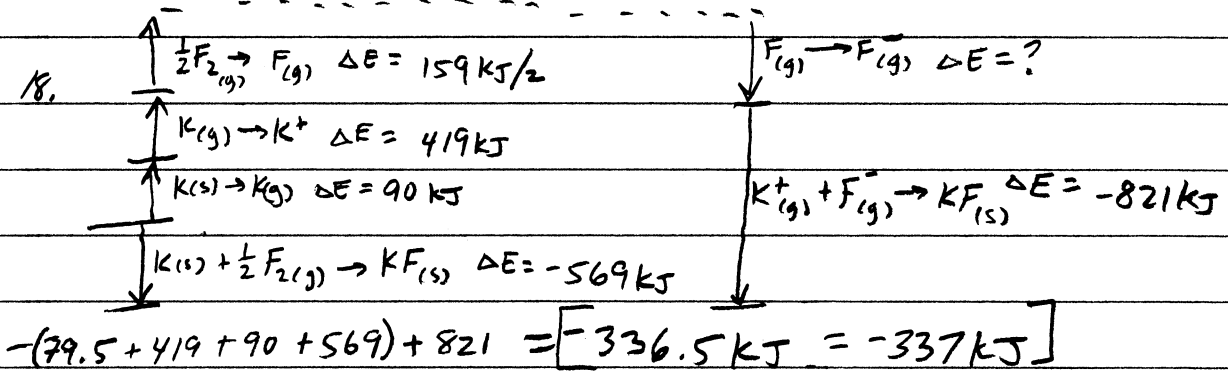 18.
½F₂(g) → F(g) ΔE = 159 kJ/2
F(g) → F⁻(g) ΔE = ?
K(g) → K⁺ ΔE = 419 kJ
K(s) → K(g) ΔE = 90 kJ
K⁺(g) + F⁻(g) → KF(s) ΔE = -821 kJ
K(s) + ½F₂(g) → KF(s) ΔE = -569 kJ
-(79.5 + 419 + 90 + 569) + 821 = [-336.5 kJ = -337 kJ]